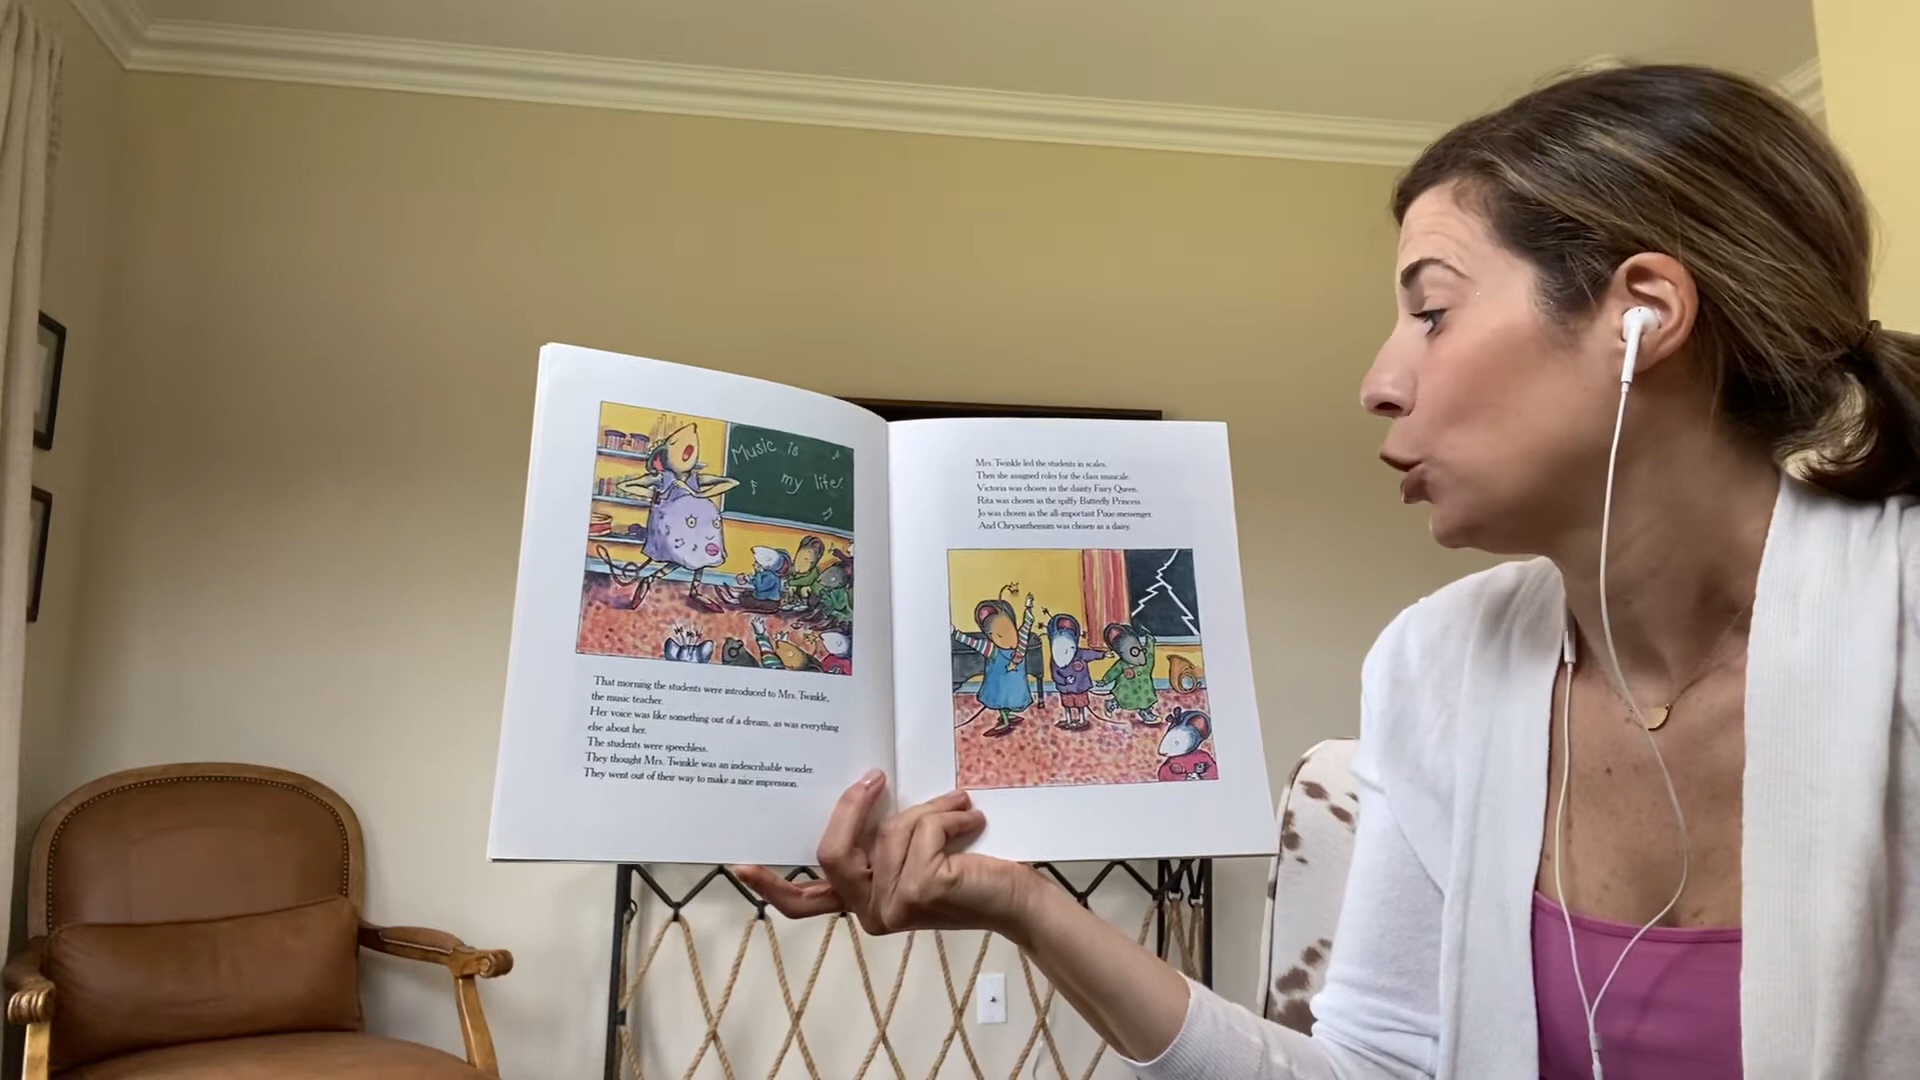 Music is
my life!
That morning the students were introduced to Mrs. Twinkle,
the music teacher.
Her voice was like something out of a dream, as was everything
else about her.
The students were speechless.
They thought Mrs. Twinkle was an indescribable wonder.
They went out of their way to make a nice impression.
Mrs. Twinkle led the students in scales.
Then she assigned roles for the class musicale.
Victoria was chosen as the dainty Fairy Queen.
Rita was chosen as the spiffy Butterfly Princess.
Jo was chosen as the all-important Pixie-messenger.
And Chrysanthemum was chosen as a daisy.